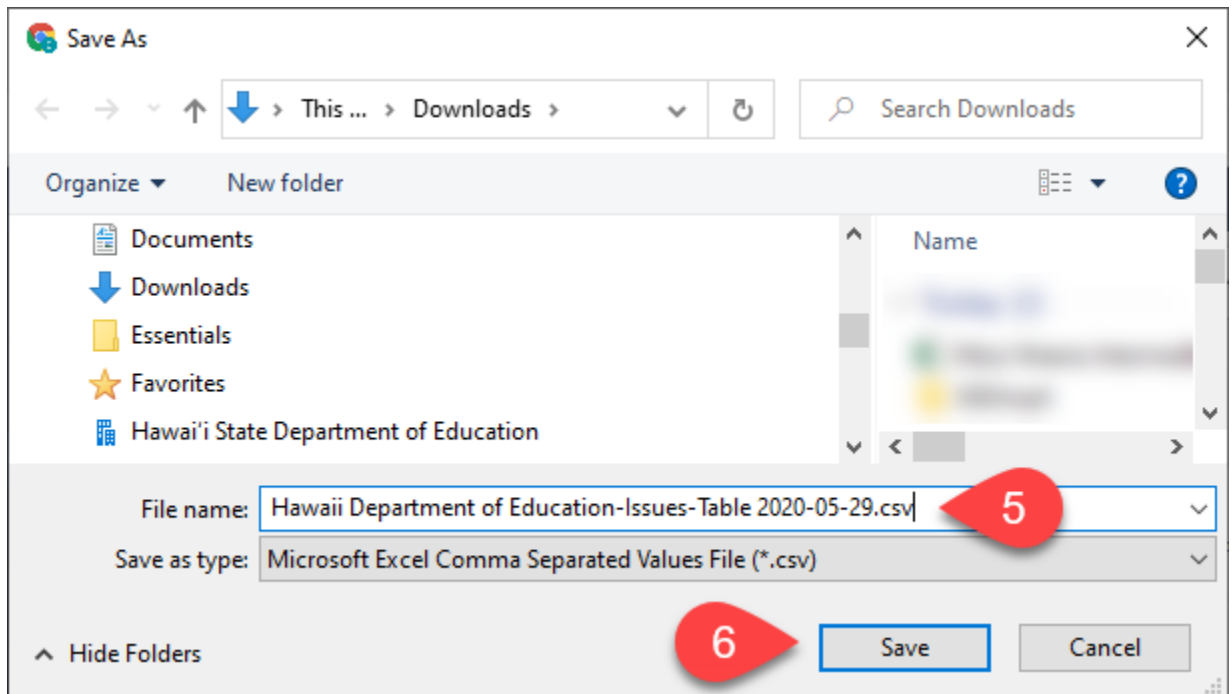 Save As
This ... Downloads
Search Downloads
Organize New folder
Documents
Name
Downloads
Essentials
Favorites
Hawai'i State Department of Education
File name: Hawaii Department of Education-Issues-Table 2020-05-29.csv
5
Save as type: Microsoft Excel Comma Separated Values File (*.csv)
Hide Folders
6
Save
Cancel